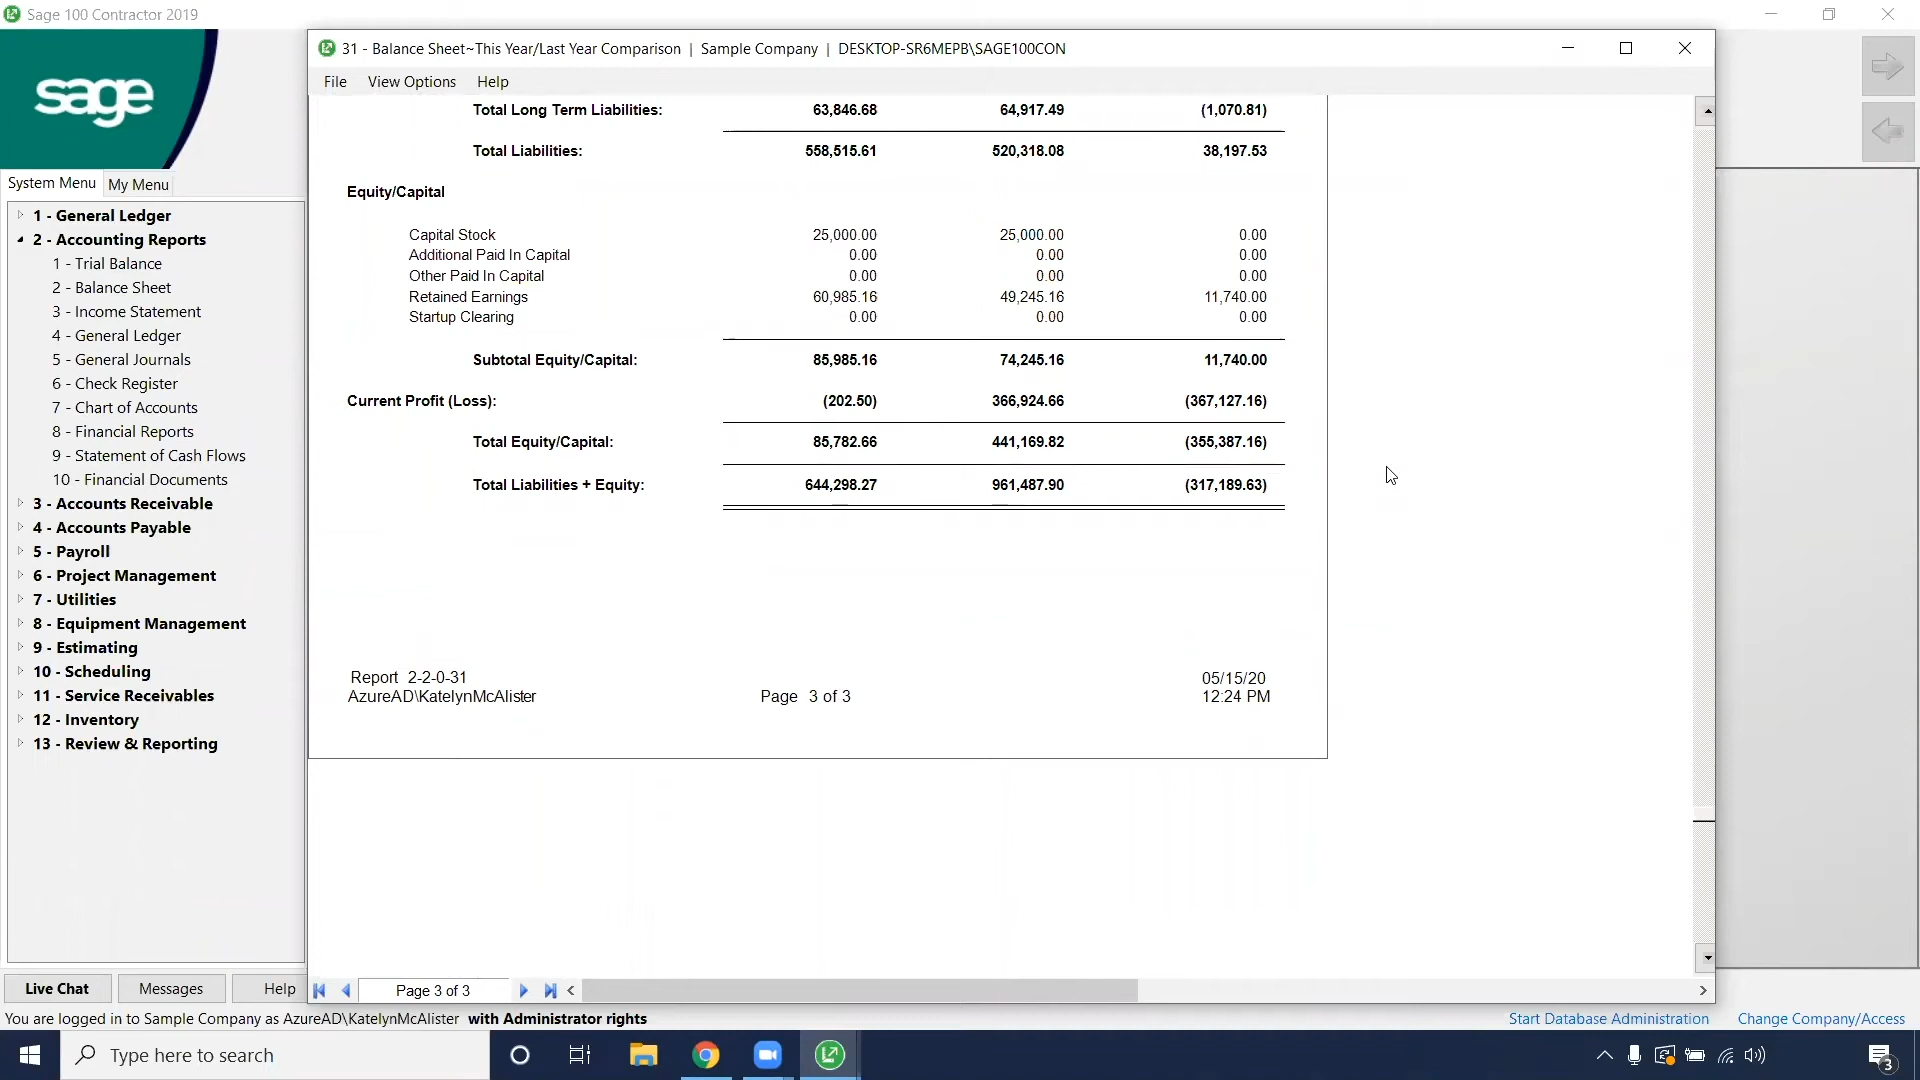 Sage 100 Contractor 2019
sage
System Menu My Menu
1 - General Ledger
2 - Accounting Reports
1 - Trial Balance
2 - Balance Sheet
3 - Income Statement
4 - General Ledger
5 - General Journals
6 - Check Register
7 - Chart of Accounts
8 - Financial Reports
9 - Statement of Cash Flows
10 - Financial Documents
3 - Accounts Receivable
4 - Accounts Payable
5 - Payroll
6 - Project Management
7 - Utilities
8 - Equipment Management
9 - Estimating
10 - Scheduling
11 - Service Receivables
12 - Inventory
13 - Review & Reporting
Live Chat Messages Help
31 - Balance Sheet~This Year/Last Year Comparison | Sample Company | DESKTOP-SR6MEPB\SAGE100CON
File View Options Help
Total Long Term Liabilities: 63,846.68 64,917.49 (1,070.81)
Total Liabilities: 558,515.61 520,318.08 38,197.53
Equity/Capital
Capital Stock 25,000.00 25,000.00 0.00
Additional Paid In Capital 0.00 0.00 0.00
Other Paid In Capital 0.00 0.00 0.00
Retained Earnings 60,985.16 49,245.16 11,740.00
Startup Clearing 0.00 0.00 0.00
Subtotal Equity/Capital: 85,985.16 74,245.16 11,740.00
Current Profit (Loss): (202.50) 366,924.66 (367,127.16)
Total Equity/Capital: 85,782.66 441,169.82 (355,387.16)
Total Liabilities + Equity: 644,298.27 961,487.90 (317,189.63)
Report 2-2-0-31 05/15/20
AzureAD\KatelynMcAlister Page 3 of 3 12:24 PM
Page 3 of 3
You are logged in to Sample Company as AzureAD\KatelynMcAlister with Administrator rights
Start Database Administration Change Company/Access
Type here to search
3